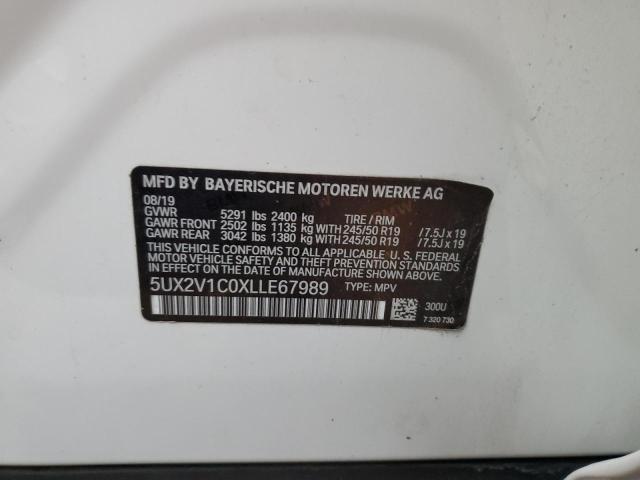 MFD BY BAYERISCHE MOTOREN WERKE AG
08/19
GVWR 5291 lbs 2400 kg TIRE / RIM
GAWR FRONT 2502 lbs 1135 kg WITH 245/50 R19 / 7.5J x 19
GAWR REAR 3042 lbs 1380 kg WITH 245/50 R19 / 7.5J x 19
THIS VEHICLE CONFORMS TO ALL APPLICABLE U. S. FEDERAL
MOTOR VEHICLE SAFETY STANDARDS IN EFFECT
ON THE DATE OF MANUFACTURE SHOWN ABOVE.
5UX2V1C0XLLE67989 TYPE: MPV
300U
7 320 730